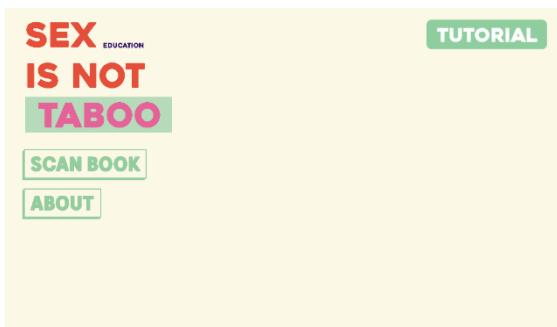 SEX EDUCATION
IS NOT
TABOO
SCAN BOOK
ABOUT
TUTORIAL